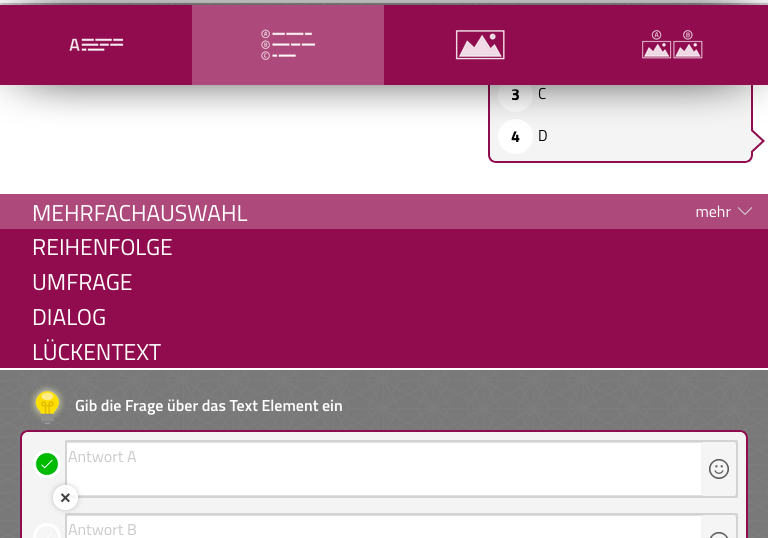 A
A
B
C
A
B
3 C
4 D
MEHRFACHAUSWAHL
mehr
REIHENFOLGE
UMFRAGE
DIALOG
LÜCKENTEXT
Gib die Frage über das Text Element ein
Antwort A
Antwort B